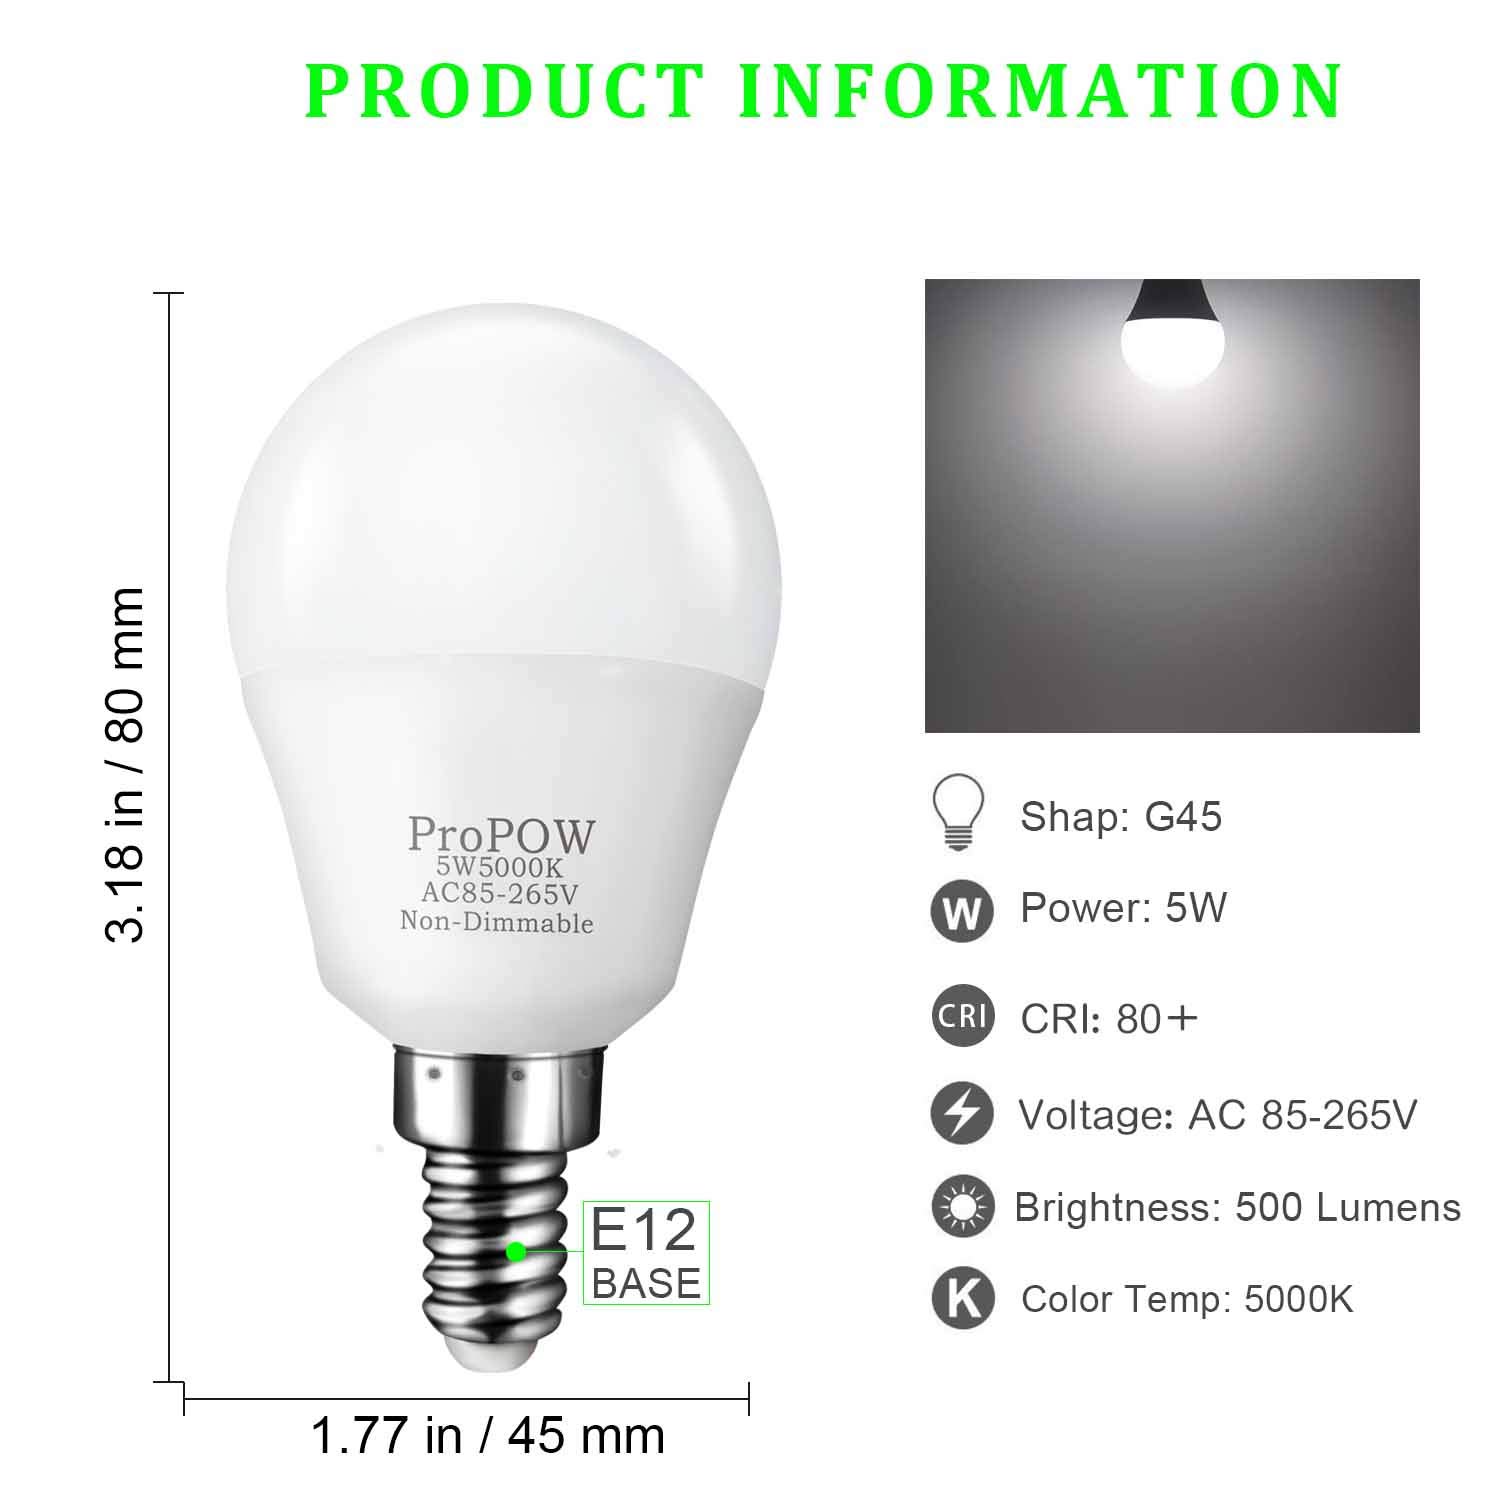 PRODUCT INFORMATION
3.18 in / 80 mm
ProPOW
5W5000K
AC85-265V
Non-Dimmable
E12
BASE
1.77 in / 45 mm
Shap: G45
W Power: 5W
CRI CRI: 80+
Voltage: AC 85-265V
Brightness: 500 Lumens
K Color Temp: 5000K